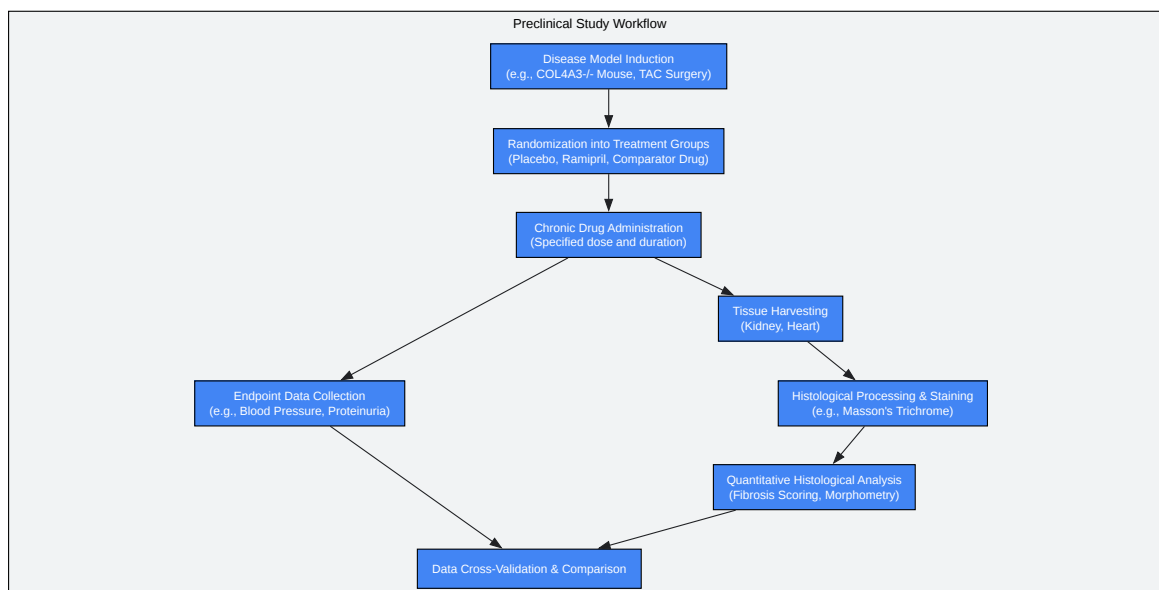 Preclinical Study Workflow
Disease Model Induction
(e.g., COL4A3-/- Mouse, TAC Surgery)
Randomization into Treatment Groups
(Placebo, Ramipril, Comparator Drug)
Chronic Drug Administration
(Specified dose and duration)
Tissue Harvesting
(Kidney, Heart)
Endpoint Data Collection
(e.g., Blood Pressure, Proteinuria)
Histological Processing & Staining
(e.g., Masson's Trichrome)
Quantitative Histological Analysis
(Fibrosis Scoring, Morphometry)
Data Cross-Validation & Comparison